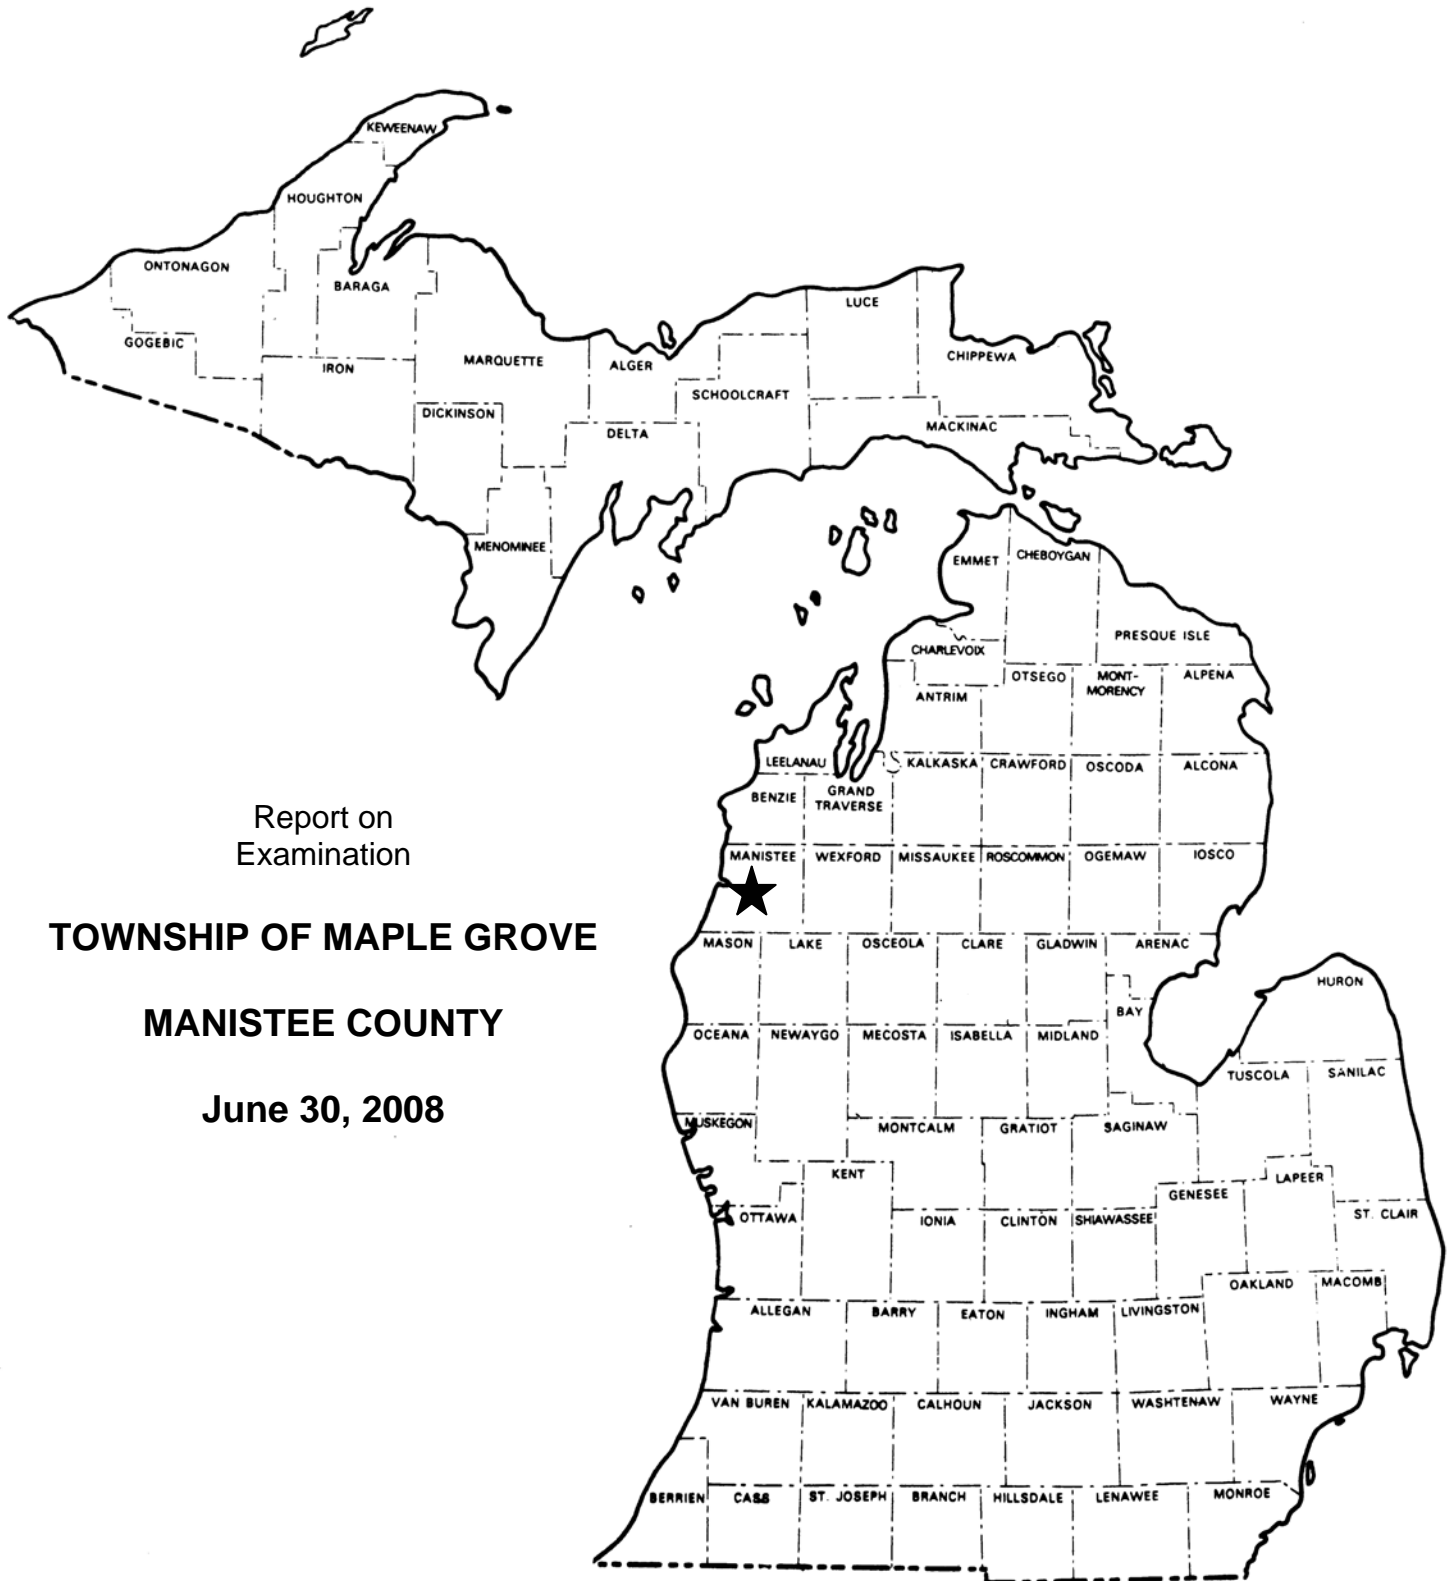 KEWEENAW
HOUGHTON
ONTONAGON
BARAGA
LUCE
GOGEBIC
IRON
MARQUETTE
ALGER
CHIPPEWA
SCHOOLCRAFT
DICKINSON
DELTA
MACKINAC
MENOMINEE
EMMET
CHEBOYGAN
PRESQUE ISLE
CHARLEVOIX
OTSEGO
MONT-
MORENCY
ALPENA
ANTRIM
LEELANAU
KALKASKA
CRAWFORD
OSCODA
ALCONA
BENZIE
GRAND
TRAVERSE
Report on
Examination
MANISTEE
WEXFORD
MISSAUKEE
ROSCOMMON
OGEMAW
IOSCO
TOWNSHIP OF MAPLE GROVE
MASON
LAKE
OSCEOLA
CLARE
GLADWIN
ARENAC
HURON
MANISTEE COUNTY
OCEANA
NEWAYGO
MECOSTA
ISABELLA
MIDLAND
BAY
TUSCOLA
SANILAC
June 30, 2008
MUSKEGON
MONTCALM
GRATIOT
SAGINAW
KENT
GENESEE
LAPEER
OTTAWA
IONIA
CLINTON
SHIAWASSEE
ST. CLAIR
OAKLAND
MACOMB
ALLEGAN
BARRY
EATON
INGHAM
LIVINGSTON
VAN BUREN
KALAMAZOO
CALHOUN
JACKSON
WASHTENAW
WAYNE
BERRIEN
CASS
ST. JOSEPH
BRANCH
HILLSDALE
LENAWEE
MONROE